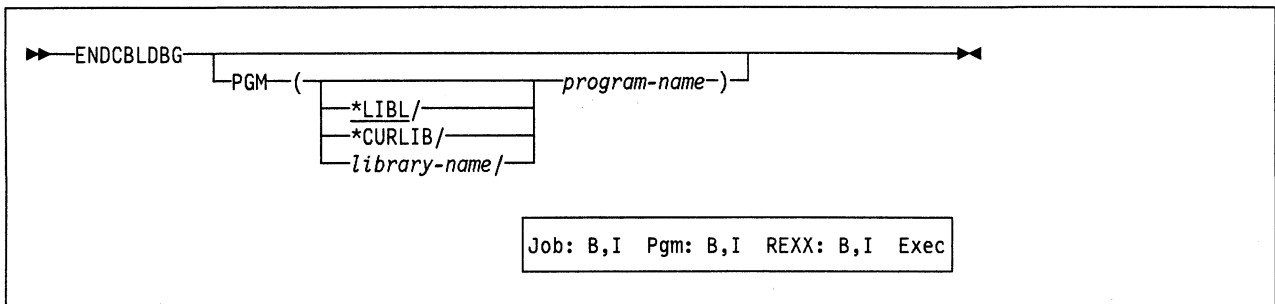 ENDCBLDBG
PGM ( program-name )
*LIBL/
*CURLIB/
library-name/
Job: B,I Pgm: B,I REXX: B,I Exec